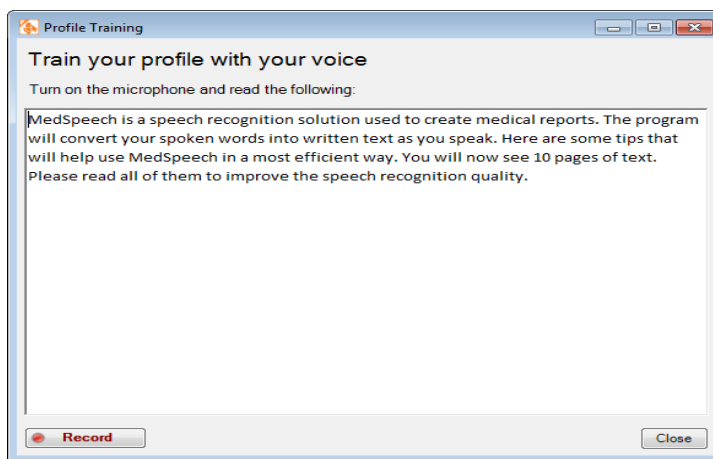 Profile Training
Train your profile with your voice
Turn on the microphone and read the following:
MedSpeech is a speech recognition solution used to create medical reports. The program
will convert your spoken words into written text as you speak. Here are some tips that
will help use MedSpeech in a most efficient way. You will now see 10 pages of text.
Please read all of them to improve the speech recognition quality.
Record
Close